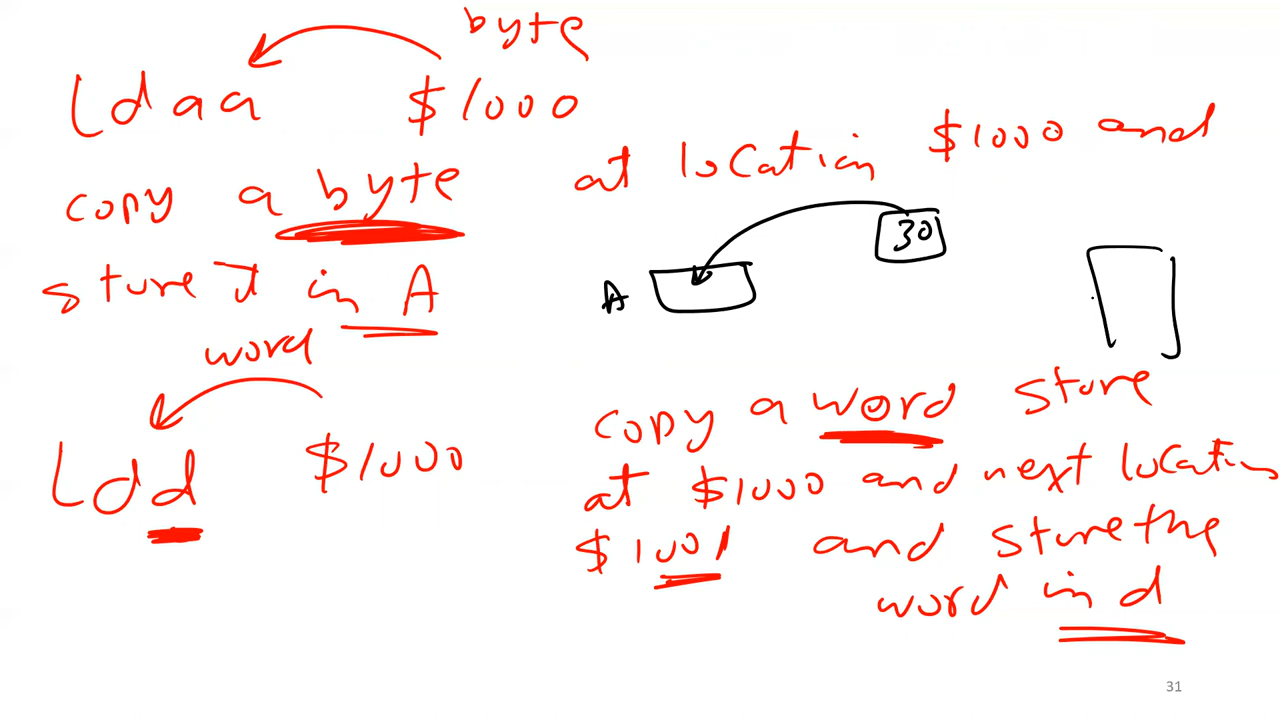 byte
Ldaa $1000
copy a byte at location $1000 and
store it in A
30
A
word
Ldd $1000
copy a word store
at $1000 and next location
$1001 and store the
word in d
31